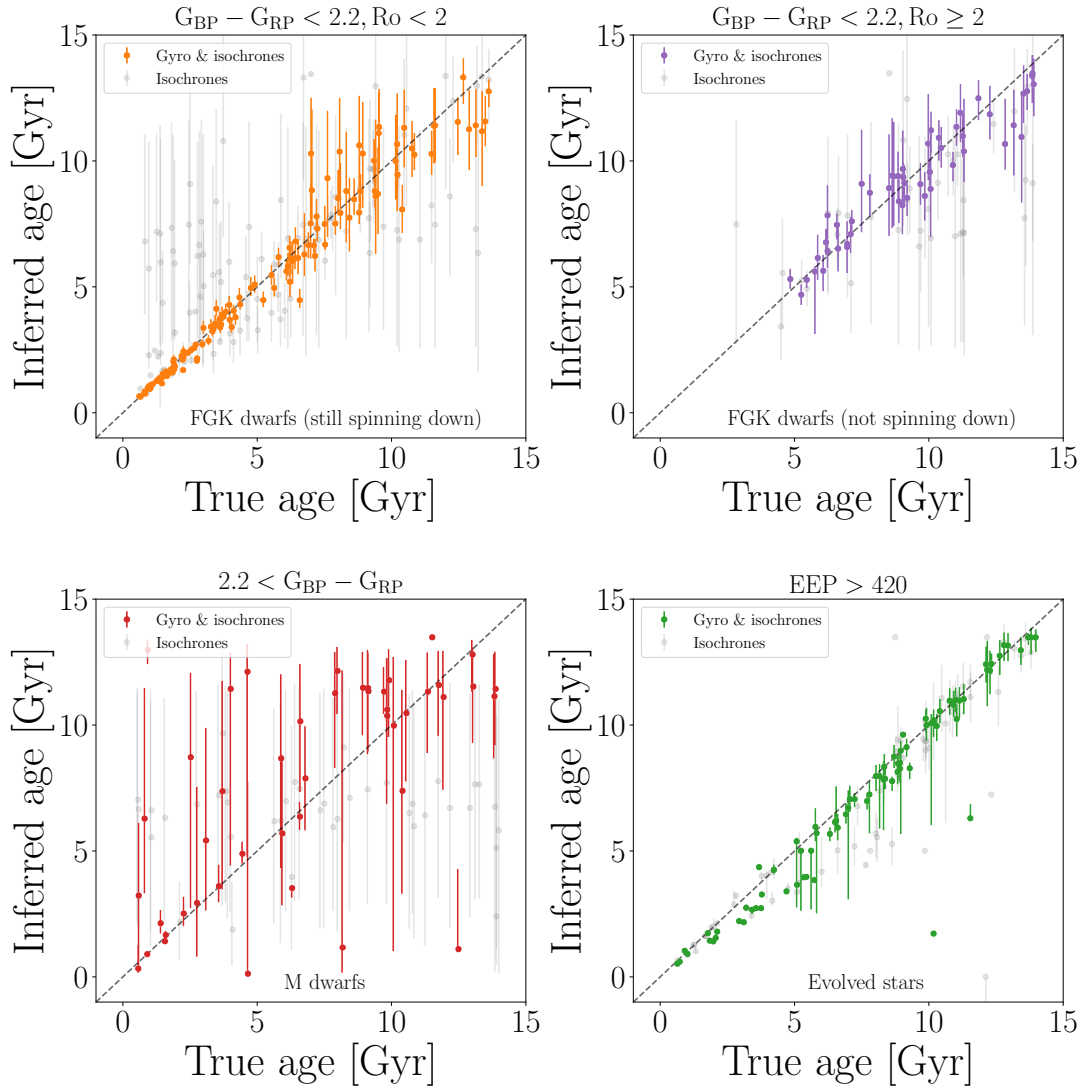 G_BP − G_RP < 2.2, Ro < 2
15
10
5
0
Inferred age [Gyr]
Gyro & isochrones
Isochrones
FGK dwarfs (still spinning down)
0 5 10 15
True age [Gyr]
G_BP − G_RP < 2.2, Ro ≥ 2
15
10
5
0
Inferred age [Gyr]
Gyro & isochrones
Isochrones
FGK dwarfs (not spinning down)
0 5 10 15
True age [Gyr]
2.2 < G_BP − G_RP
15
10
5
0
Inferred age [Gyr]
Gyro & isochrones
Isochrones
M dwarfs
0 5 10 15
True age [Gyr]
EEP > 420
15
10
5
0
Inferred age [Gyr]
Gyro & isochrones
Isochrones
Evolved stars
0 5 10 15
True age [Gyr]